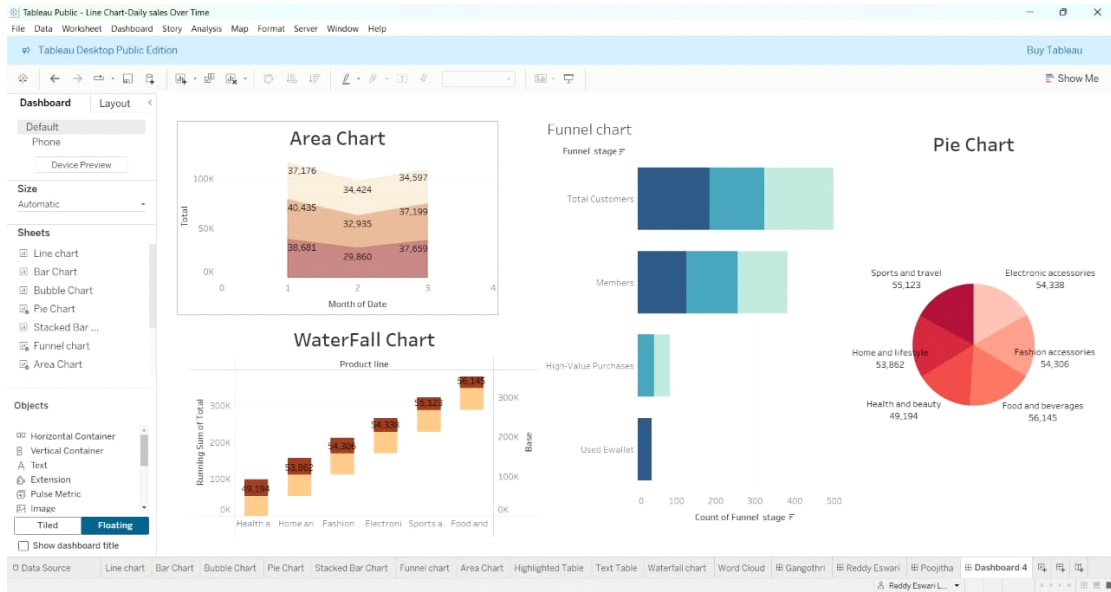 Tableau Public - Line Chart-Daily sales Over Time
File Data Worksheet Dashboard Story Analysis Map Format Server Window Help
Tableau Desktop Public Edition
Buy Tableau
Show Me
Dashboard Layout
Default
Phone
Device Preview
Size
Automatic
Sheets
Line chart
Bar Chart
Bubble Chart
Pie Chart
Stacked Bar ...
Funnel chart
Area Chart
Objects
Horizontal Container
Vertical Container
Text
Extension
Pulse Metric
Image
Tiled Floating
Show dashboard title
Area Chart
Total
100K
50K
0K
37,176
34,424
34,597
40,435
32,935
37,199
38,681
29,860
37,659
0 1 2 3 4
Month of Date
WaterFall Chart
Product line
Running Sum of Total
300K
200K
100K
0K
49,194
53,862
54,306
54,338
55,123
56,145
300K
200K
100K
0K
Base
Health a Home an Fashion Electroni Sports a Food and
Funnel chart
Funnel stage
Total Customers
Members
High-Value Purchases
Used Ewallet
0 100 200 300 400 500
Count of Funnel stage
Pie Chart
Sports and travel
55,123
Electronic accessories
54,338
Home and lifestyle
53,862
Fashion accessories
54,306
Health and beauty
49,194
Food and beverages
56,145
Data Source Line chart Bar Chart Bubble Chart Pie Chart Stacked Bar Chart Funnel chart Area Chart Highlighted Table Text Table Waterfall chart Word Cloud Gangothri Reddy Eswari Poojitha Dashboard 4
Reddy Eswari L...